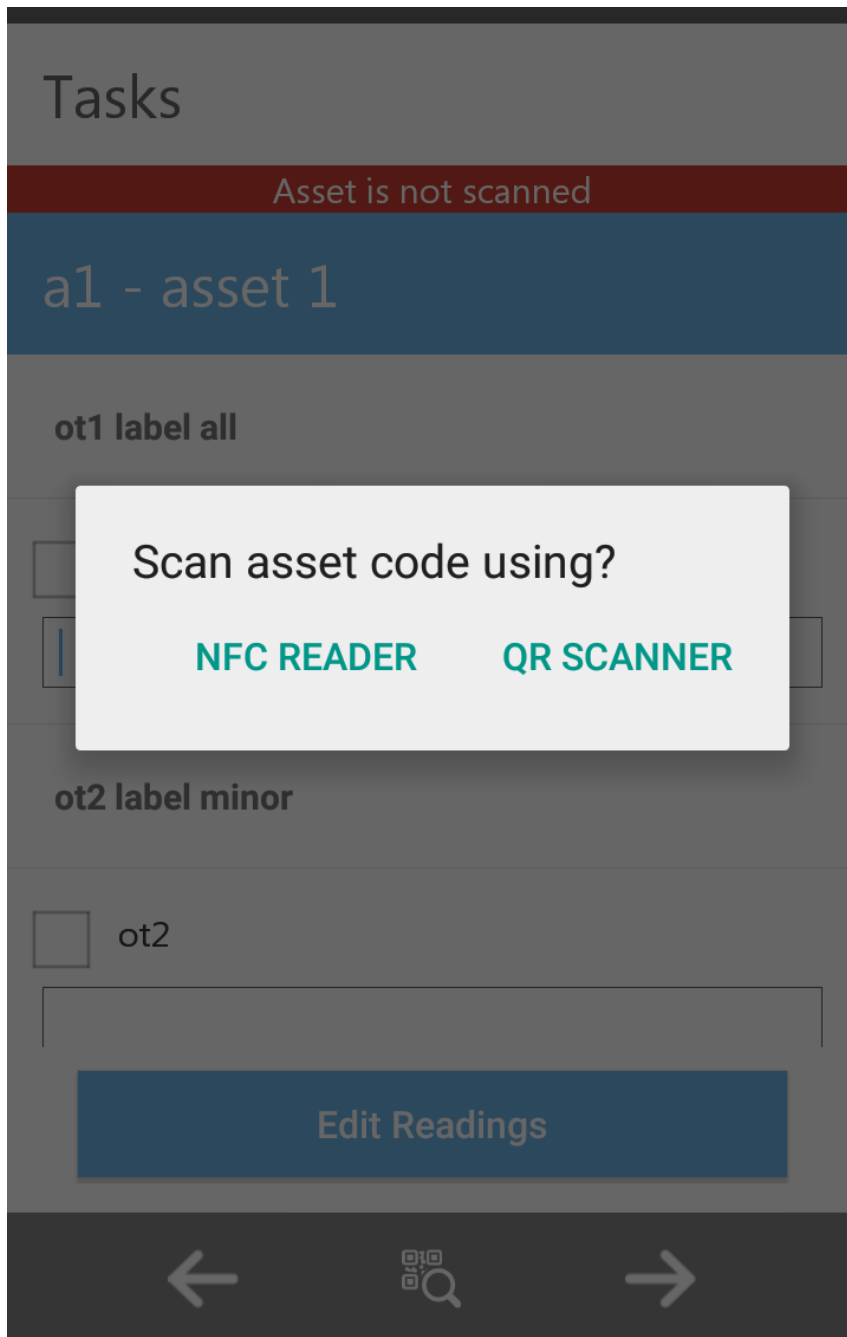 Tasks
Asset is not scanned
a1 - asset 1
ot1 label all
Scan asset code using?
NFC READER QR SCANNER
ot2 label minor
ot2
Edit Readings